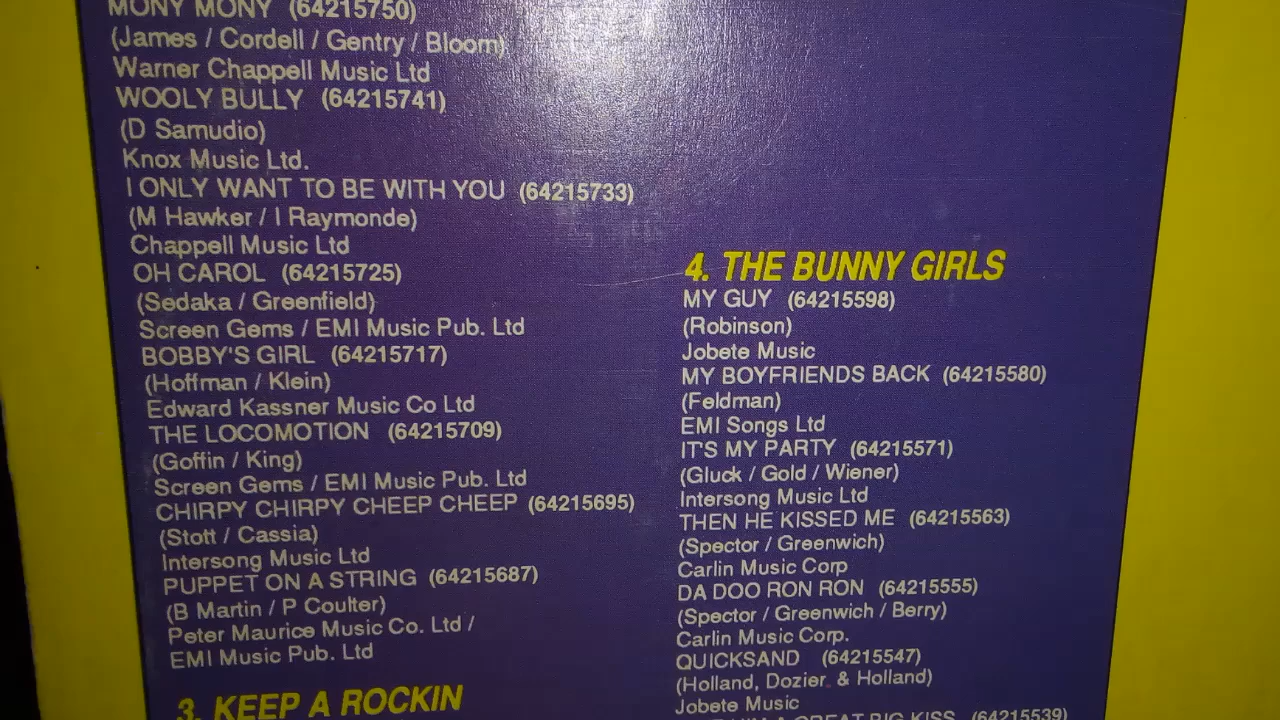 MONY MONY (64215750)
(James / Cordell / Gentry / Bloom)
Warner Chappell Music Ltd
WOOLY BULLY (64215741)
(D Samudio)
Knox Music Ltd.
I ONLY WANT TO BE WITH YOU (64215733)
(M Hawker / I Raymonde)
Chappell Music Ltd
OH CAROL (64215725)
(Sedaka / Greenfield)
Screen Gems / EMI Music Pub. Ltd
BOBBY'S GIRL (64215717)
(Hoffman / Klein)
Edward Kassner Music Co Ltd
THE LOCOMOTION (64215709)
(Goffin / King)
Screen Gems / EMI Music Pub. Ltd
CHIRPY CHIRPY CHEEP CHEEP (64215695)
(Stott / Cassia)
Intersong Music Ltd
PUPPET ON A STRING (64215687)
(B Martin / P Coulter)
Peter Maurice Music Co. Ltd /
EMI Music Pub. Ltd
3. KEEP A ROCKIN
4. THE BUNNY GIRLS
MY GUY (64215598)
(Robinson)
Jobete Music
MY BOYFRIENDS BACK (64215580)
(Feldman)
EMI Songs Ltd
IT'S MY PARTY (64215571)
(Gluck / Gold / Wiener)
Intersong Music Ltd
THEN HE KISSED ME (64215563)
(Spector / Greenwich)
Carlin Music Corp
DA DOO RON RON (64215555)
(Spector / Greenwich / Berry)
Carlin Music Corp.
QUICKSAND (64215547)
(Holland, Dozier & Holland)
Jobete Music
A GREAT BIG KISS (64215539)